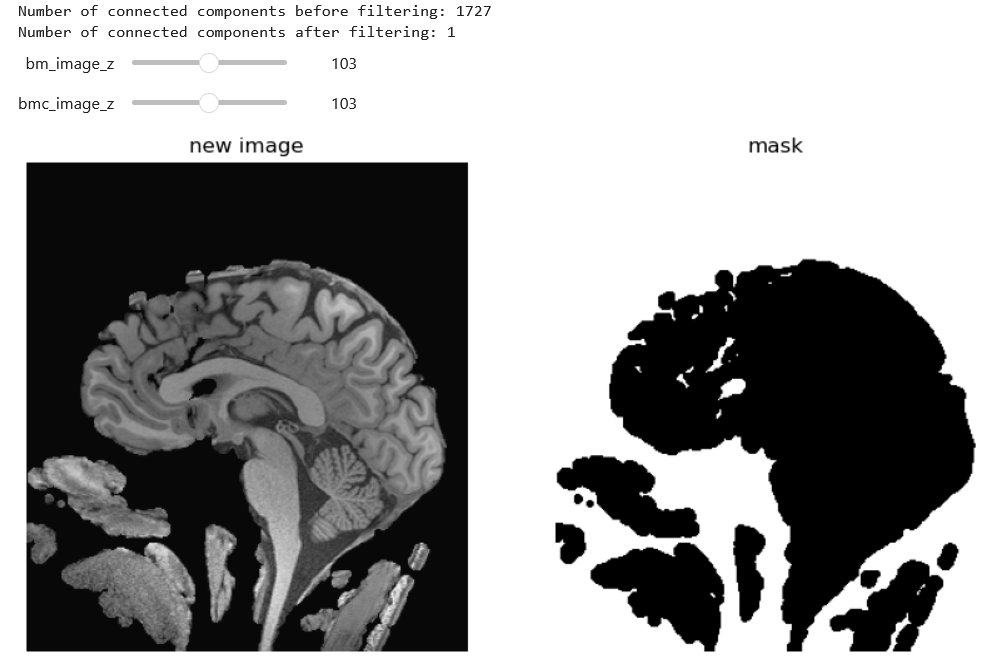 Number of connected components before filtering: 1727
Number of connected components after filtering: 1
bm_image_z 103
bmc_image_z 103
new image mask